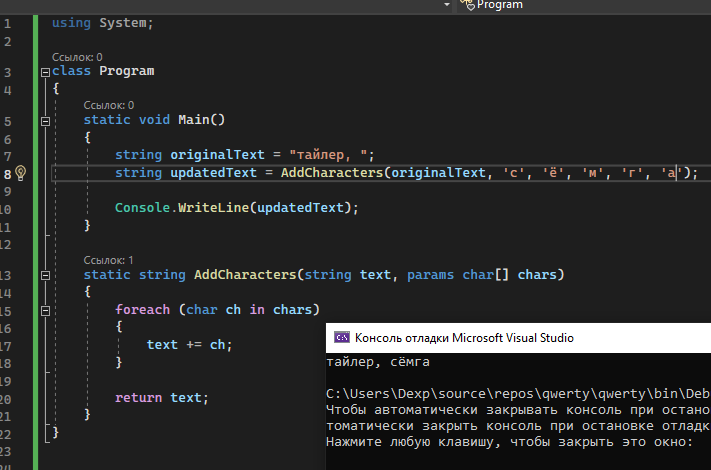 Program
1 using System;
2
Ссылок: 0
3 class Program
4 {
Ссылок: 0
5 static void Main()
6 {
7 string originalText = "тайлер, ";
8 string updatedText = AddCharacters(originalText, 'с', 'ё', 'м', 'г', 'а');
9
10 Console.WriteLine(updatedText);
11 }
12
Ссылок: 1
13 static string AddCharacters(string text, params char[] chars)
14 {
15 foreach (char ch in chars)
16 {
17 text += ch;
18 }
19
20 return text;
21 }
22 }
Консоль отладки Microsoft Visual Studio
тайлер, сёмга
C:\Users\Dexp\source\repos\qwerty\qwerty\bin\Deb
Чтобы автоматически закрывать консоль при остано
томатически закрыть консоль при остановке отладк
Нажмите любую клавишу, чтобы закрыть это окно: